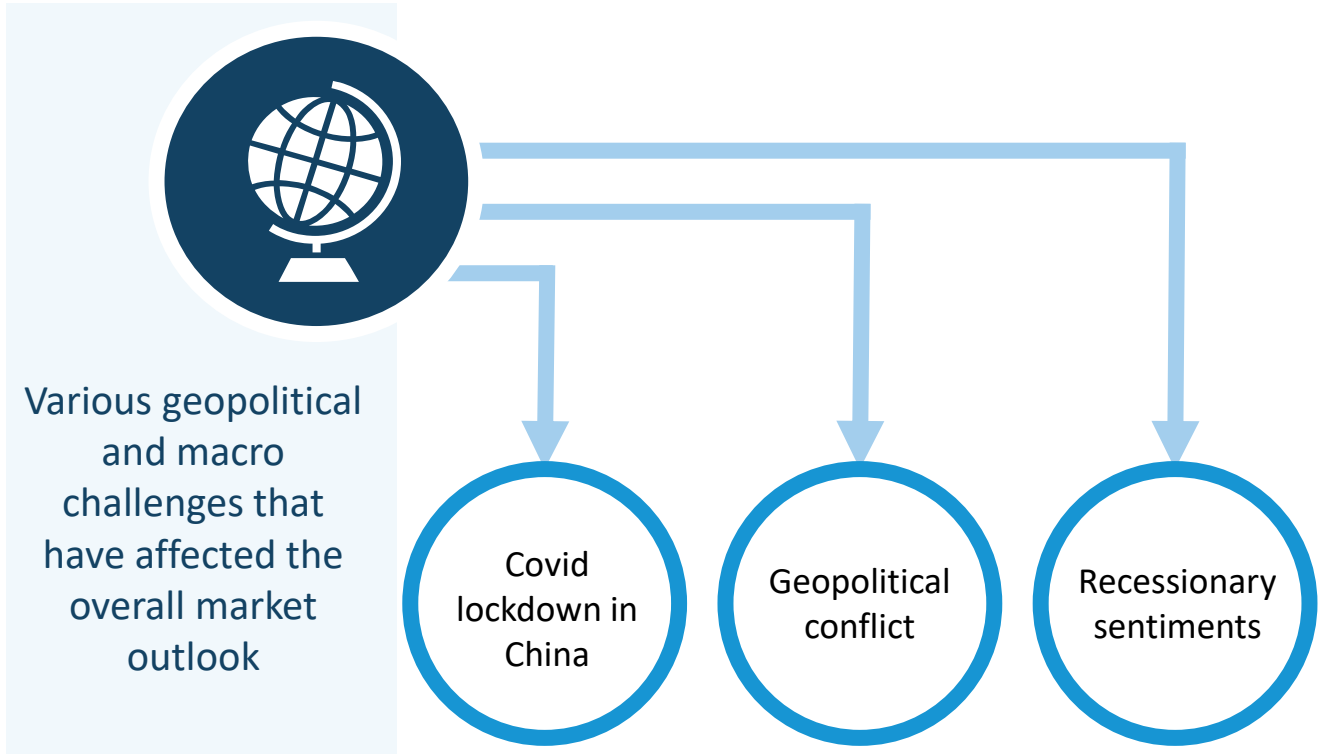 Various geopolitical
and macro
challenges that
have affected the
overall market
outlook
Covid
lockdown in
China
Geopolitical
conflict
Recessionary
sentiments